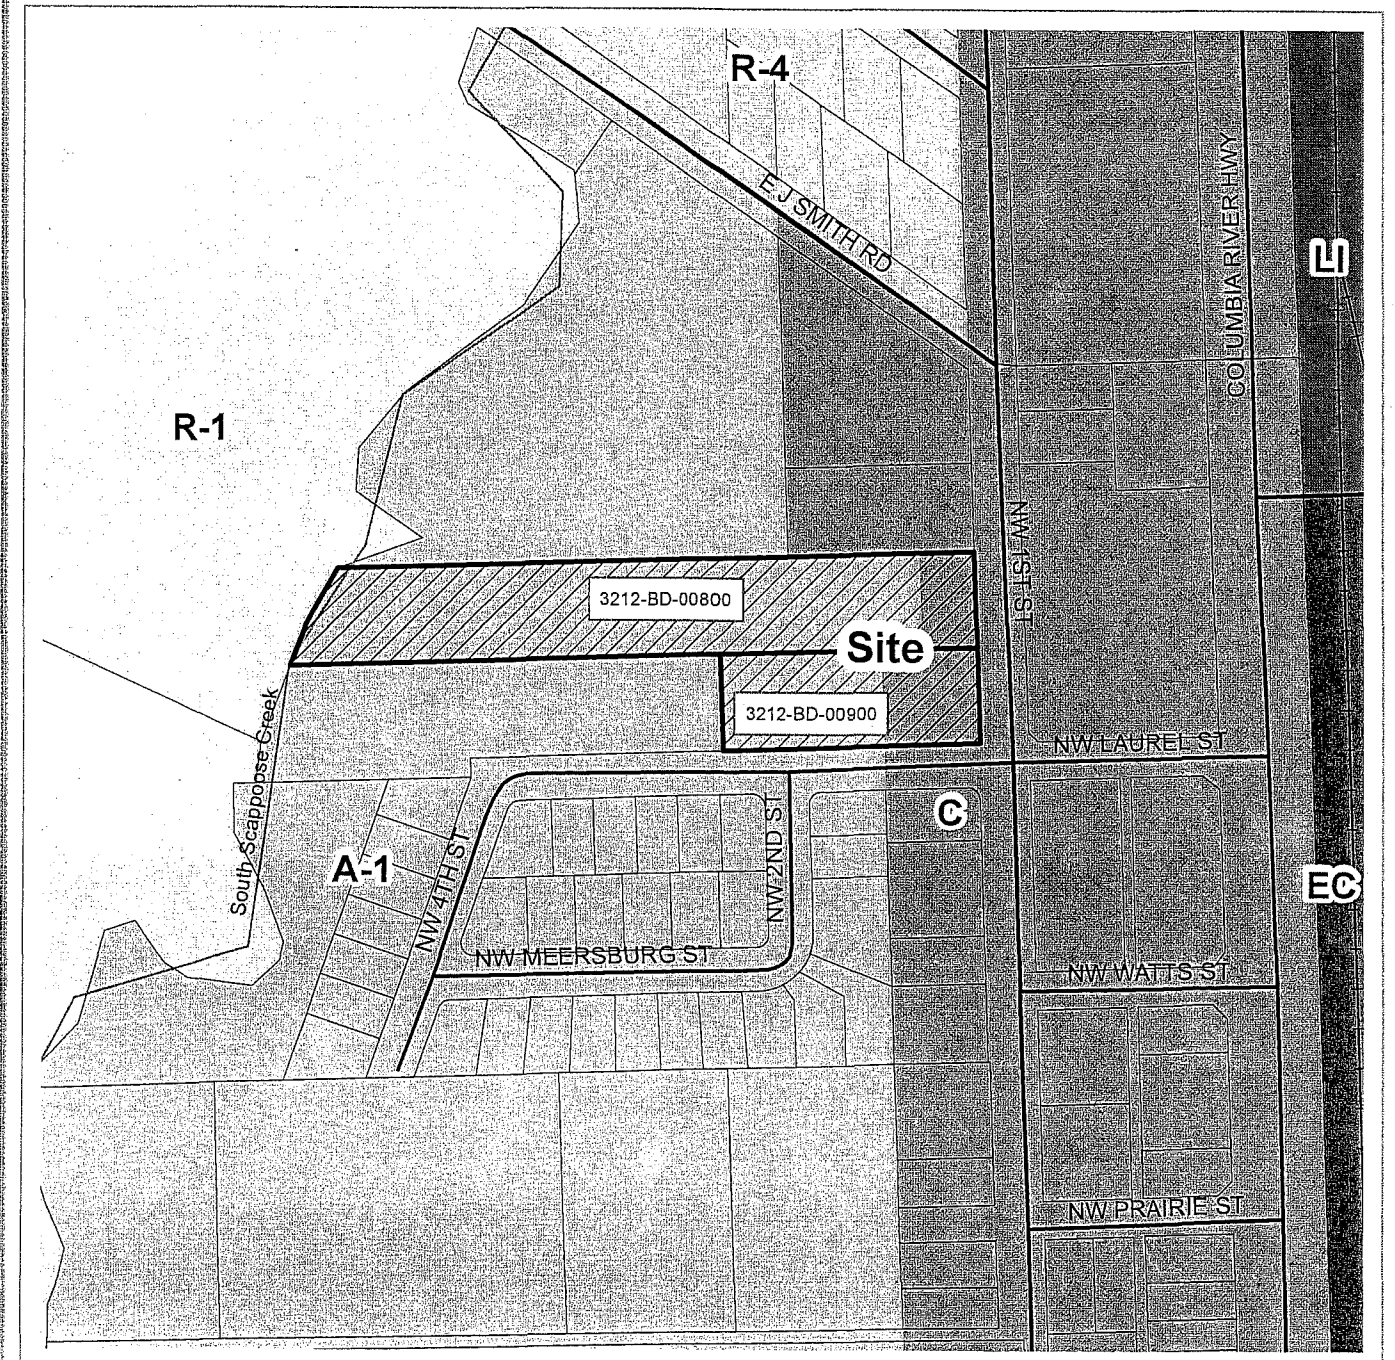 R-4
E J SMITH RD
COLUMBIA RIVER HWY
LI
R-1
NW 1ST ST
3212-BD-00800
Site
3212-BD-00900
South Scappose Creek
NW LAUREL ST
C
A-1
NW 4TH ST
NW 2ND ST
EC
NW MEERSBURG ST
NW WATTS ST
NW PRAIRIE ST